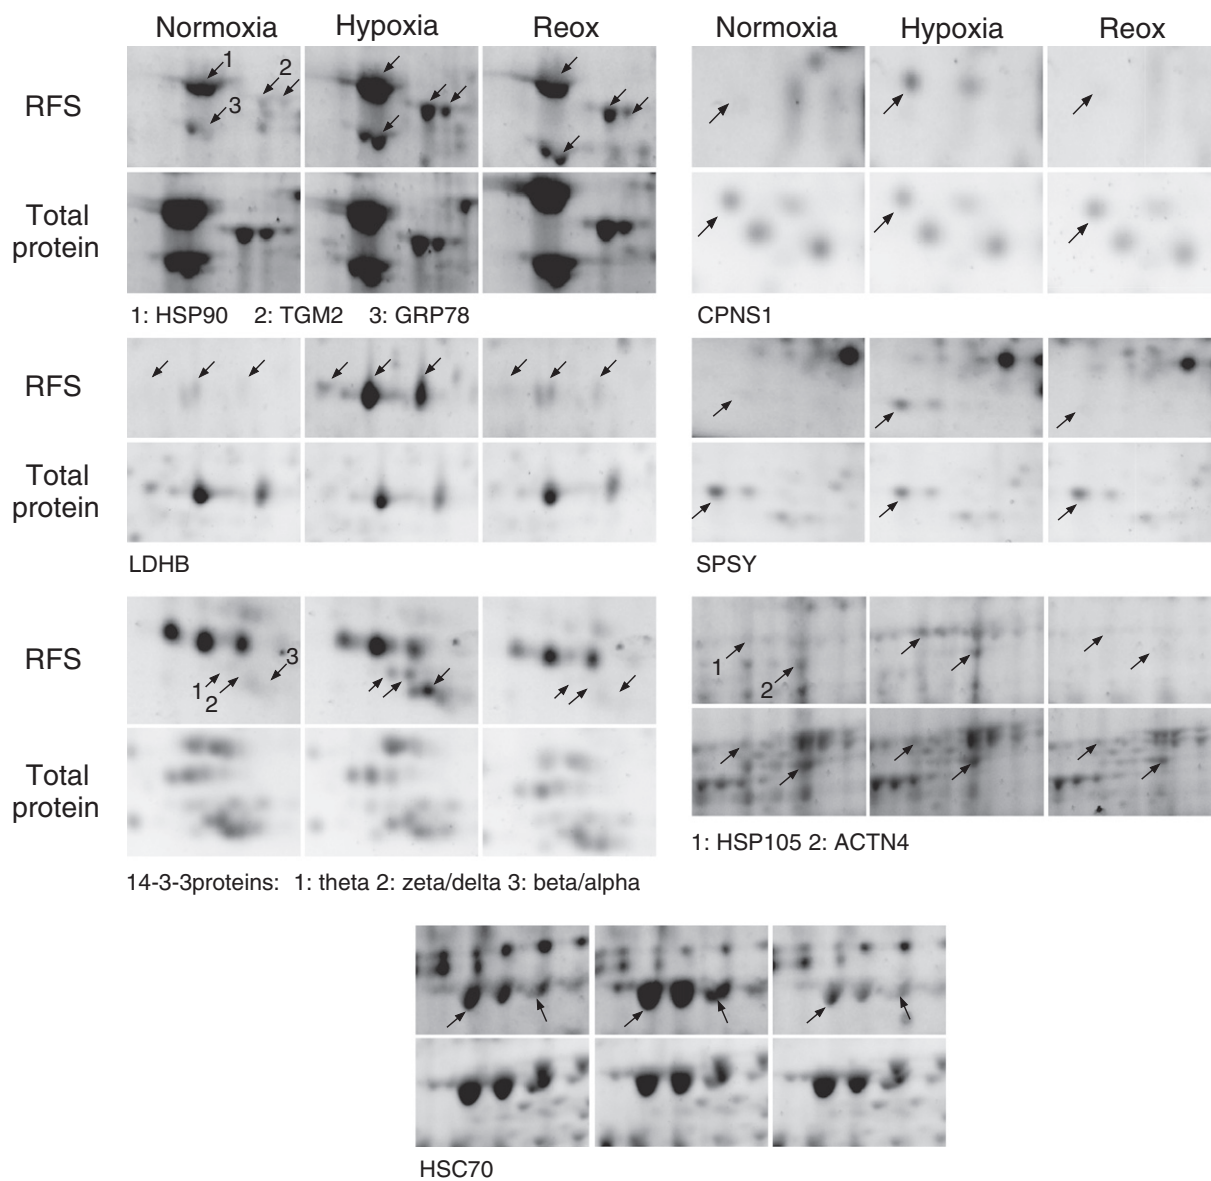 Normoxia Hypoxia Reox
RFS
1 2 3
Total protein
1: HSP90 2: TGM2 3: GRP78
Normoxia Hypoxia Reox
CPNS1
RFS
Total protein
LDHB
SPSY
RFS
1 2 3
Total protein
14-3-3proteins: 1: theta 2: zeta/delta 3: beta/alpha
1
2
1: HSP105 2: ACTN4
HSC70